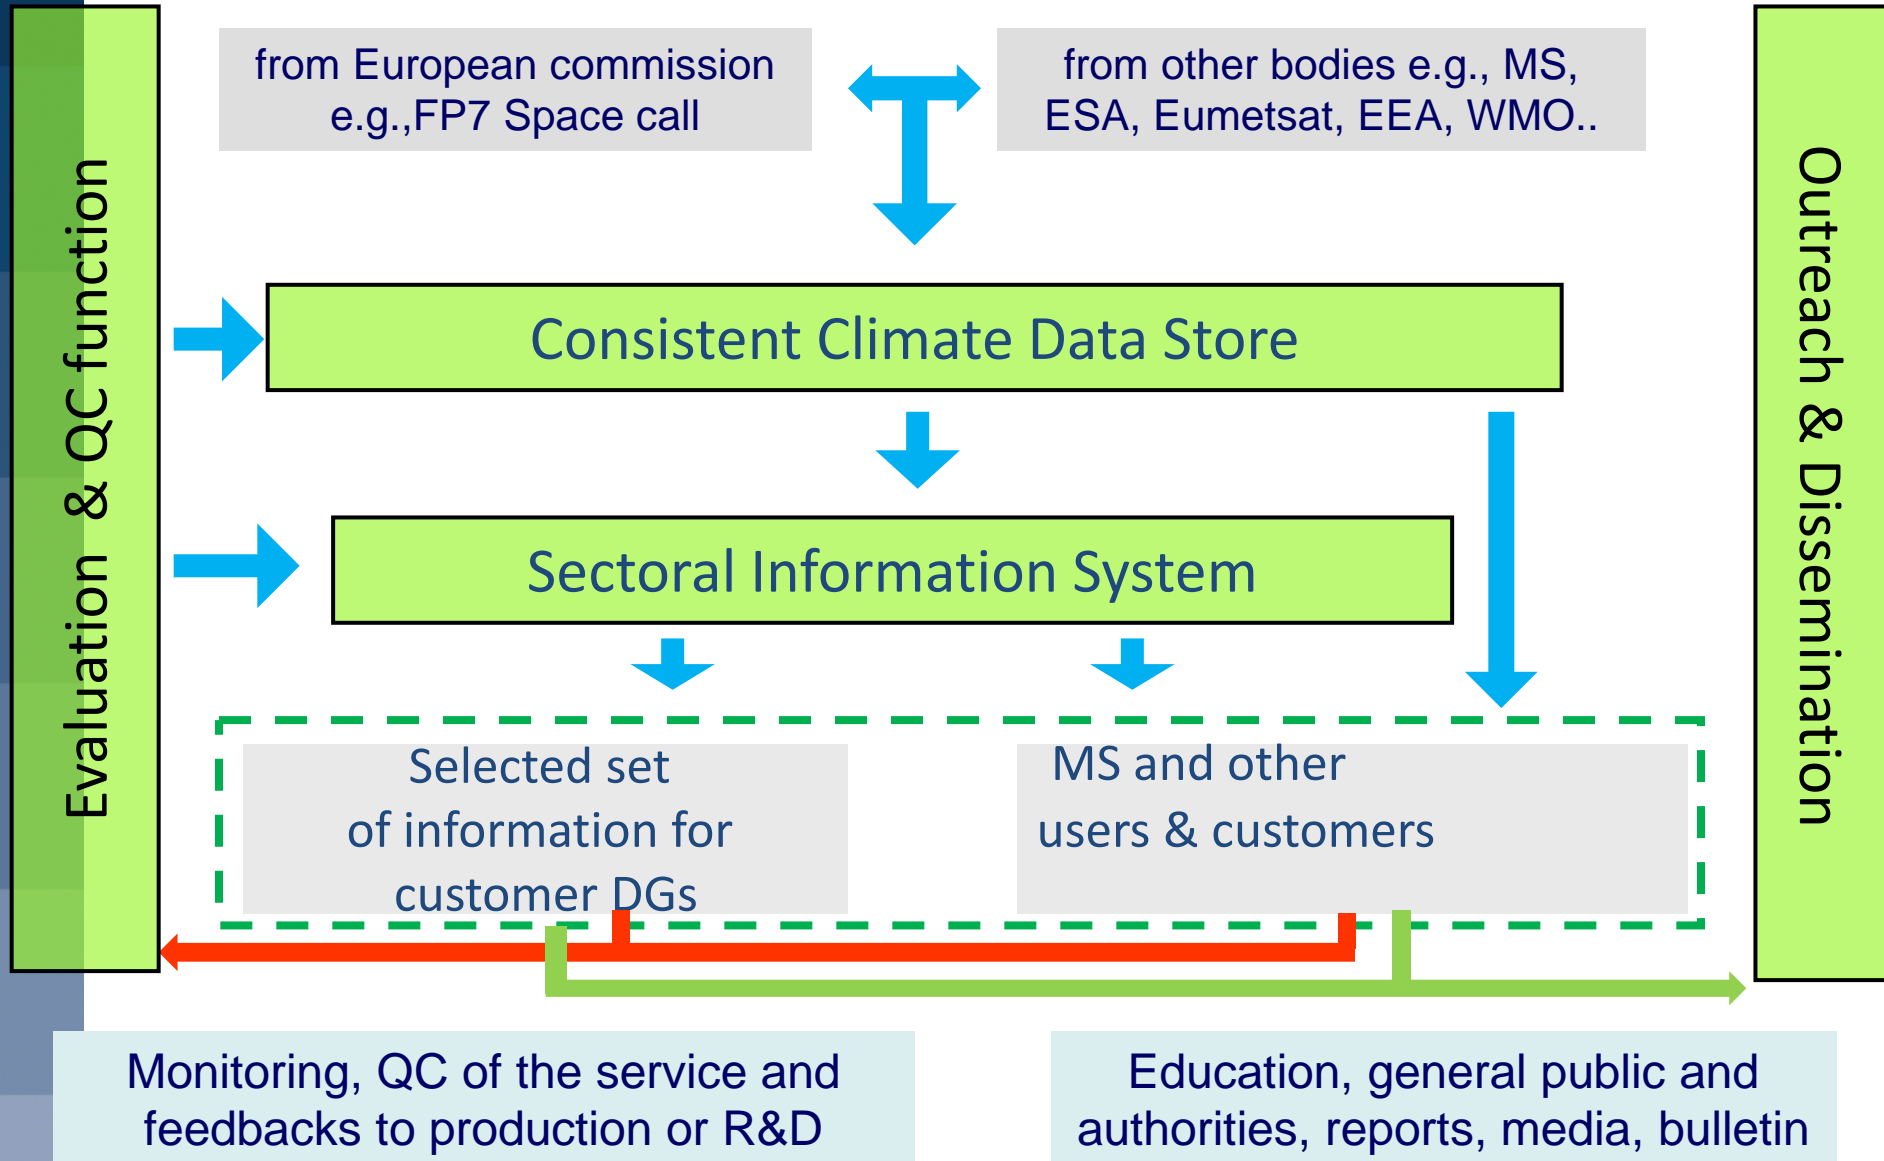 from European commission
e.g.,FP7 Space call
from other bodies e.g., MS,
ESA, Eumetsat, EEA, WMO..
Evaluation & QC function
Outreach & Dissemination
Consistent Climate Data Store
Sectoral Information System
Selected set
of information for
customer DGs
MS and other
users & customers
Monitoring, QC of the service and
feedbacks to production or R&D
Education, general public and
authorities, reports, media, bulletin